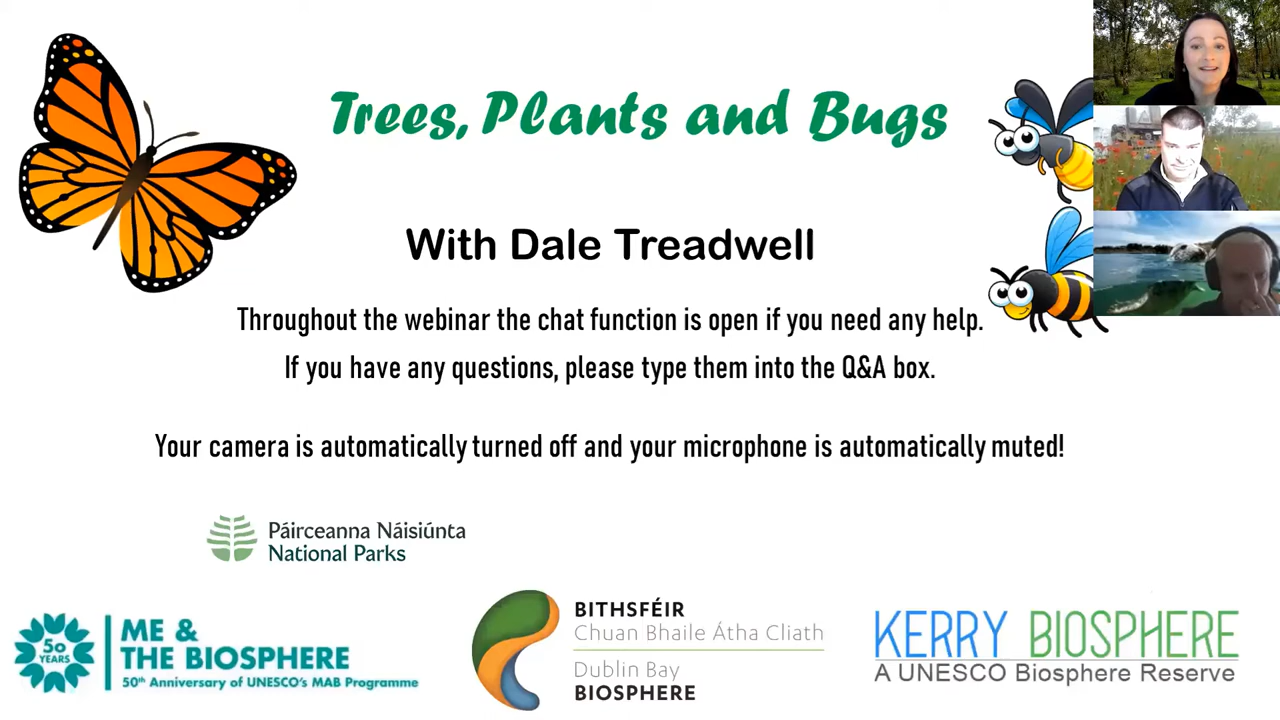 Trees, Plants and Bugs
With Dale Treadwell
Throughout the webinar the chat function is open if you need any help.
If you have any questions, please type them into the Q&A box.
Your camera is automatically turned off and your microphone is automatically muted!
Páirceanna Náisiúnta
National Parks
50
YEARS
ME &
THE BIOSPHERE
50th Anniversary of UNESCO's MAB Programme
BITHSFÉIR
Chuan Bhaile Átha Cliath
Dublin Bay
BIOSPHERE
KERRY BIOSPHERE
A UNESCO Biosphere Reserve